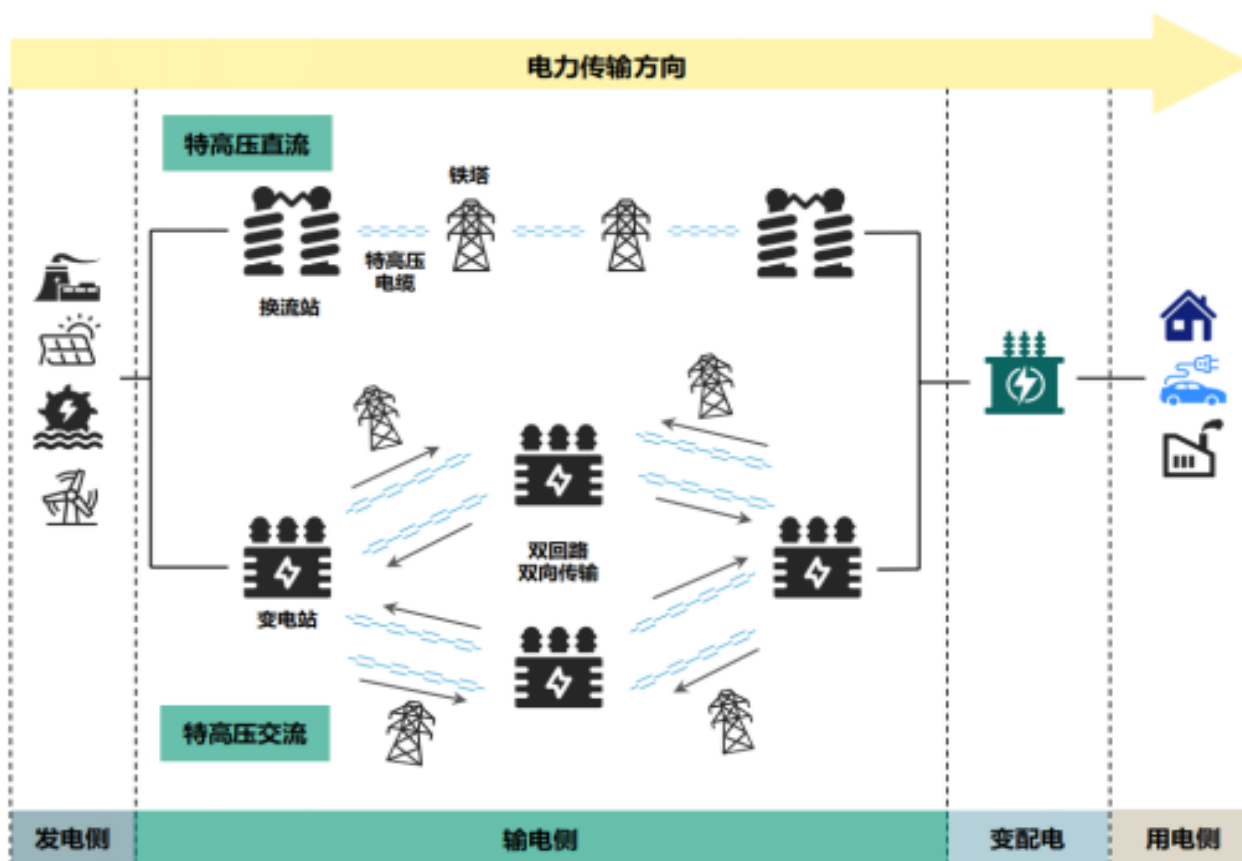 电力传输方向
特高压直流
铁塔
特高压
电缆
换流站
双回路
双向传输
变电站
特高压交流
发电侧
输电侧
变配电
用电侧